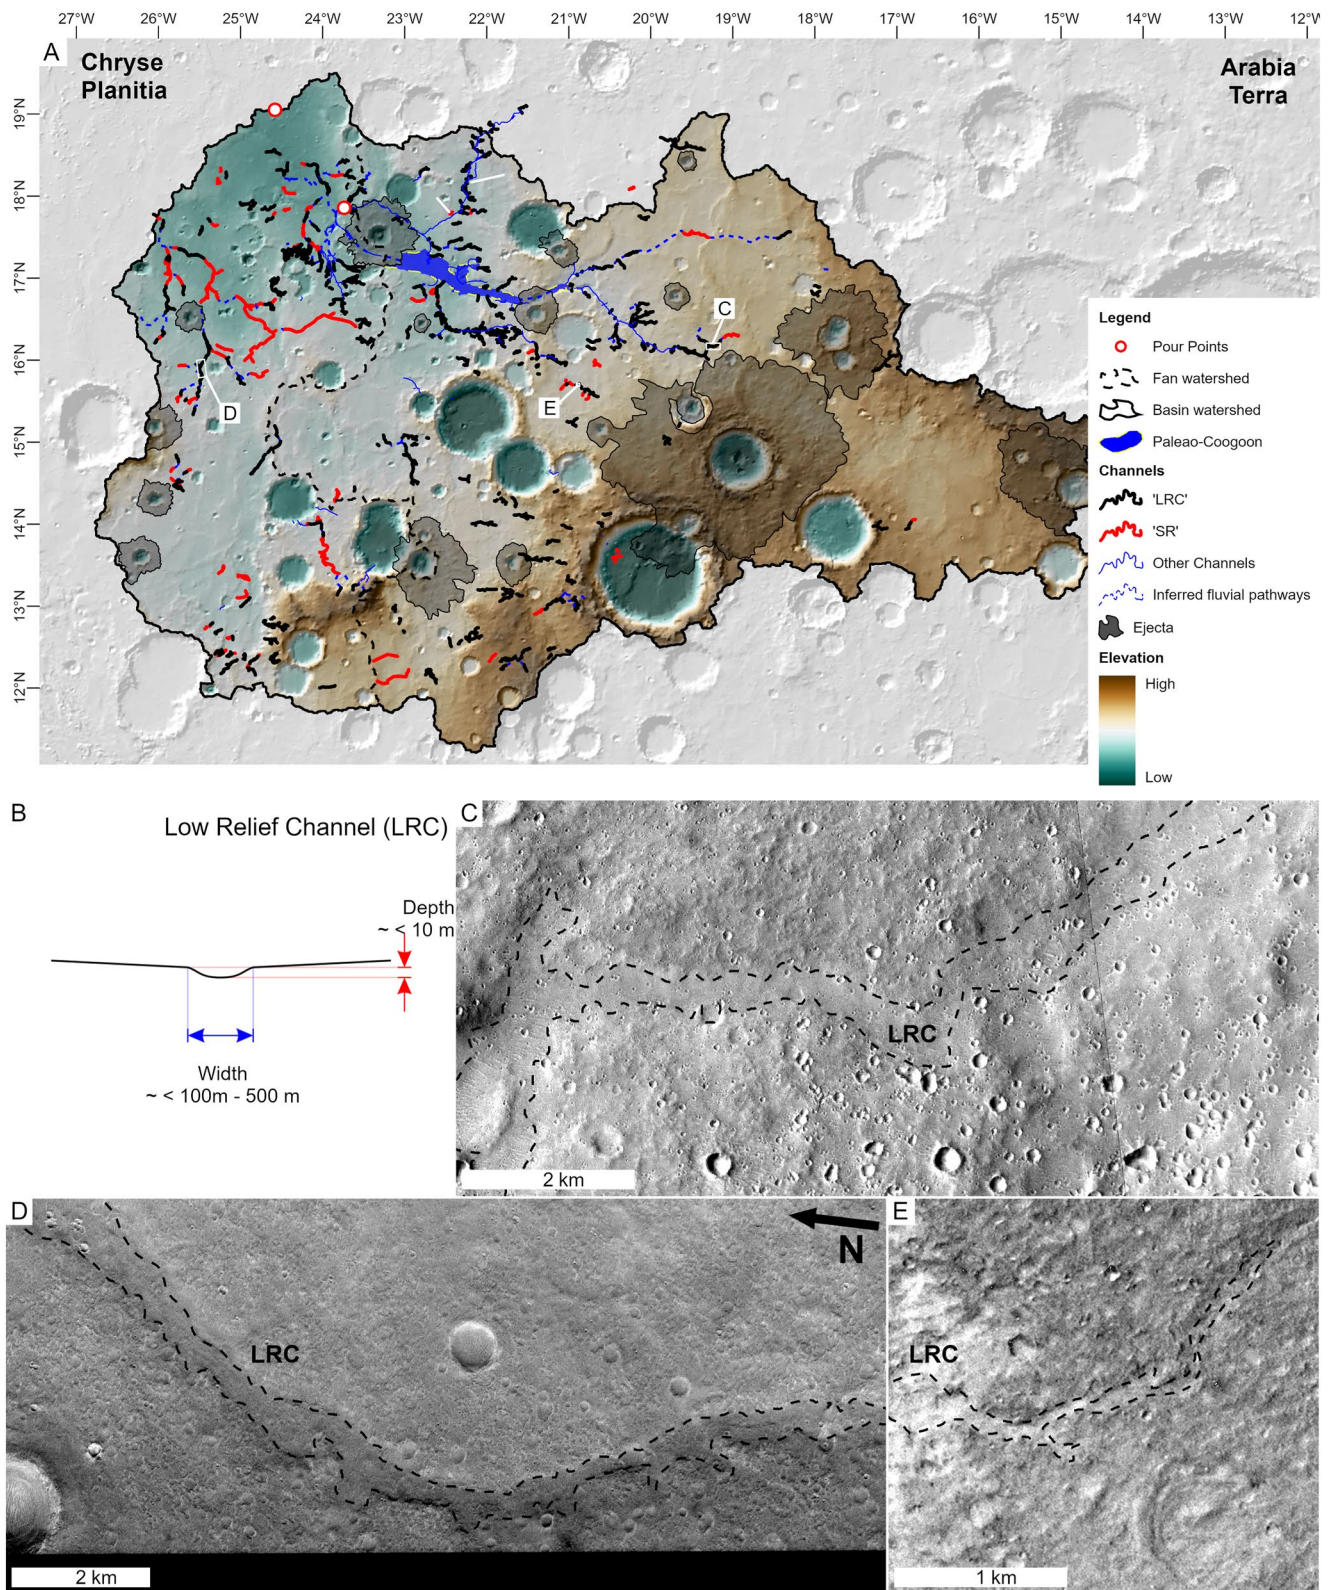 27°W 26°W 25°W 24°W 23°W 22°W 21°W 20°W 19°W 18°W 17°W 16°W 15°W 14°W 13°W 12°W
A
Chryse
Planitia
Arabia
Terra
19°N
18°N
17°N
16°N
15°N
14°N
13°N
12°N
C
D
E
Legend
Pour Points
Fan watershed
Basin watershed
Paleao-Coogoon
Channels
'LRC'
'SR'
Other Channels
Inferred fluvial pathways
Ejecta
Elevation
High
Low
B
Low Relief Channel (LRC)
Depth
~ < 10 m
Width
~ < 100m - 500 m
C
LRC
2 km
D
N
LRC
2 km
E
LRC
1 km